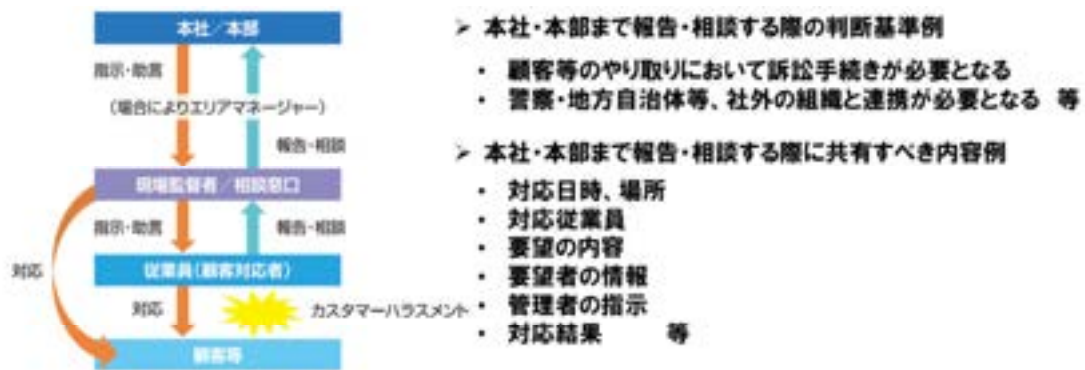 本社／本部
指示・助言
（場合によりエリアマネージャー）
報告・相談
現場監督者／相談窓口
指示・助言
報告・相談
対応
従業員（顧客対応者）
対応
カスタマーハラスメント
顧客等
➢ 本社・本部まで報告・相談する際の判断基準例
・ 顧客等のやり取りにおいて訴訟手続きが必要となる
・ 警察・地方自治体等、社外の組織と連携が必要となる 等
➢ 本社・本部まで報告・相談する際に共有すべき内容例
・ 対応日時、場所
・ 対応従業員
・ 要望の内容
・ 要望者の情報
・ 管理者の指示
・ 対応結果 等